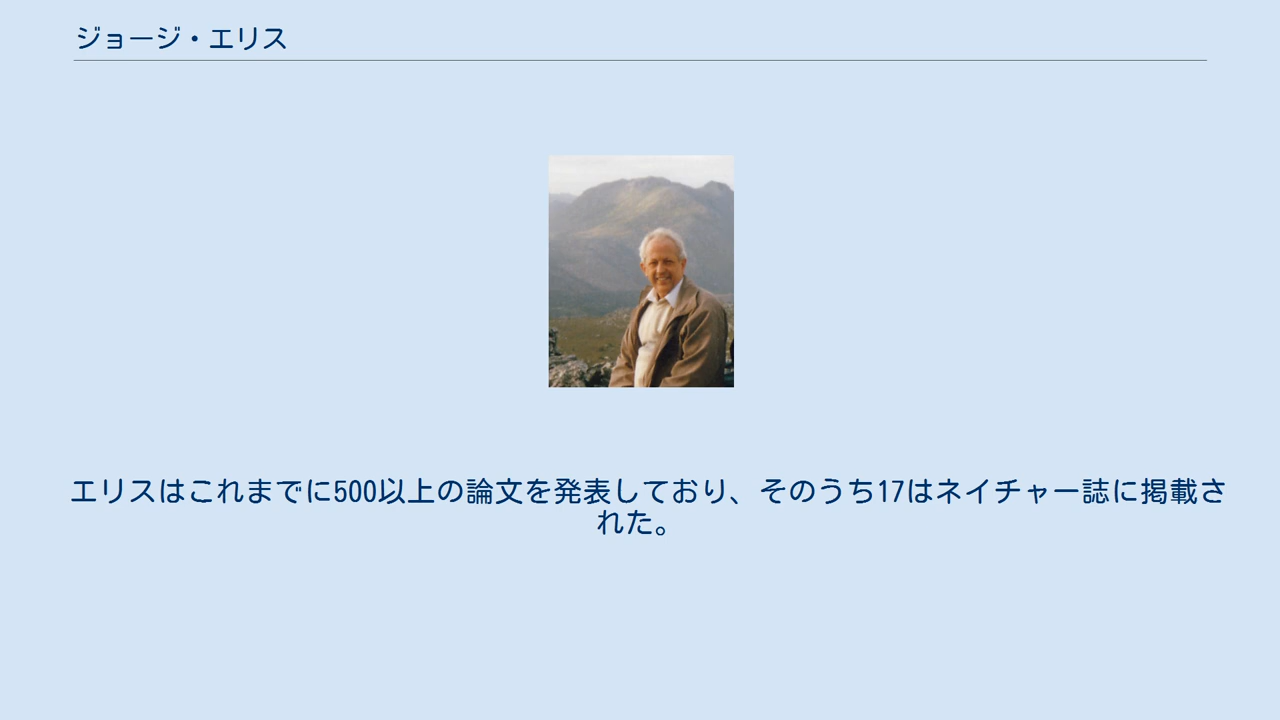 ジョージ・エリス
エリスはこれまでに500以上の論文を発表しており、そのうち17はネイチャー誌に掲載さ
れた。